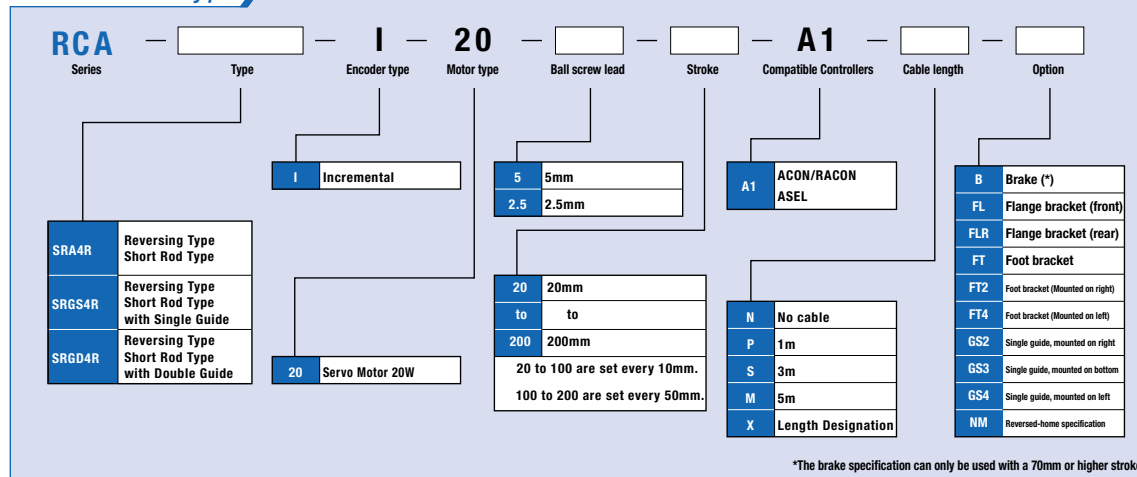 RCA — — I — 20 — — — A1 — —
Series Type Encoder type Motor type Ball screw lead Stroke Compatible Controllers Cable length Option
SRA4R Reversing Type
Short Rod Type
SRGS4R Reversing Type
Short Rod Type
with Single Guide
SRGD4R Reversing Type
Short Rod Type
with Double Guide
I Incremental
20 Servo Motor 20W
5 5mm
2.5 2.5mm
20 20mm
to to
200 200mm
20 to 100 are set every 10mm.
100 to 200 are set every 50mm.
A1 ACON/RACON
ASEL
N No cable
P 1m
S 3m
M 5m
X Length Designation
B Brake (*)
FL Flange bracket (front)
FLR Flange bracket (rear)
FT Foot bracket
FT2 Foot bracket (Mounted on right)
FT4 Foot bracket (Mounted on left)
GS2 Single guide, mounted on right
GS3 Single guide, mounted on bottom
GS4 Single guide, mounted on left
NM Reversed-home specification
*The brake specification can only be used with a 70mm or higher stroke